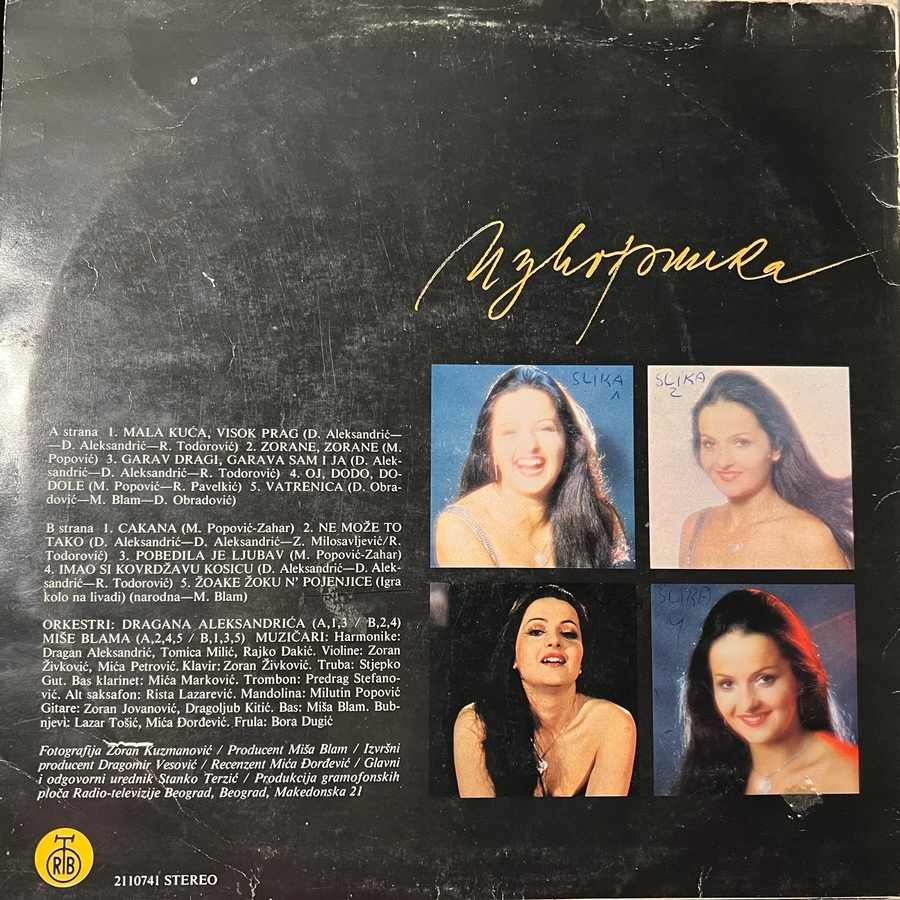 Изворинка
SLIKA
1
SLIKA
2
A strana 1. MALA KUĆA, VISOK PRAG (D. Aleksandrić—
—D. Aleksandrić—R. Todorović) 2. ZORANE, ZORANE (M.
Popović) 3. GARAV DRAGI, GARAVA SAM I JA (D. Alek-
sandrić—D. Aleksandrić—R. Todorović) 4. OJ, DODO, DO-
DOLE (M. Popović—R. Pavelkić) 5. VATRENICA (D. Obra-
dović—M. Blam—D. Obradović)
B strana 1. CAKANA (M. Popović-Zahar) 2. NE MOŽE TO
TAKO (D. Aleksandrić—D. Aleksandrić—Z. Milosavljević/R.
Todorović) 3. POBEDILA JE LJUBAV (M. Popović-Zahar)
4. IMAO SI KOVRDŽAVU KOSICU (D. Aleksandrić—D. Alek-
sandrić—R. Todorović) 5. ŽOAKE ŽOKU N' POJENJICE (Igra
kolo na livadi) (narodna—M. Blam)
SLIKA
4
ORKESTRI: DRAGANA ALEKSANDRIĆA (A,1,3 / B,2,4)
MIŠE BLAMA (A,2,4,5 / B,1,3,5) MUZIČARI: Harmonike:
Dragan Aleksandrić, Tomica Milić, Rajko Dakić. Violine: Zoran
Živković, Mića Petrović. Klavir: Zoran Živković. Truba: Stjepko
Gut. Bas klarinet: Mića Marković. Trombon: Predrag Stefano-
vić. Alt saksafon: Rista Lazarević. Mandolina: Milutin Popović
Gitare: Zoran Jovanović, Dragoljub Kitić. Bas: Miša Blam. Bub-
njevi: Lazar Tošić, Mića Đorđević. Frula: Bora Dugić
Fotografija Zoran Kuzmanović / Producent Miša Blam / Izvršni
producent Dragomir Vesović / Recenzent Mića Đorđević / Glavni
i odgovorni urednik Stanko Terzić / Produkcija gramofonskih
ploča Radio-televizije Beograd, Beograd, Makedonska 21
RTB
2110741 STEREO